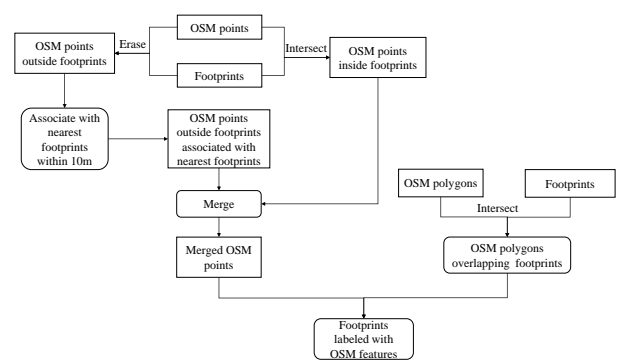 OSM points
Erase
Intersect
OSM points
outside footprints
Footprints
OSM points
inside footprints
Associate with
nearest
footprints
within 10m
OSM points
outside footprints
associated with
nearest footprints
OSM polygons
Footprints
Merge
Intersect
Merged OSM
points
OSM polygons
overlapping footprints
Footprints
labeled with
OSM features